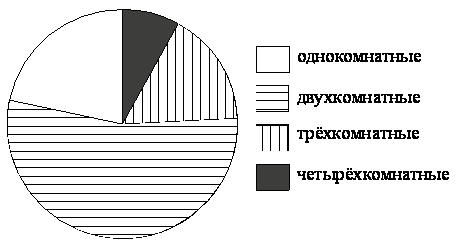 однокомнатные
двухкомнатные
трёхкомнатные
четырёхкомнатные